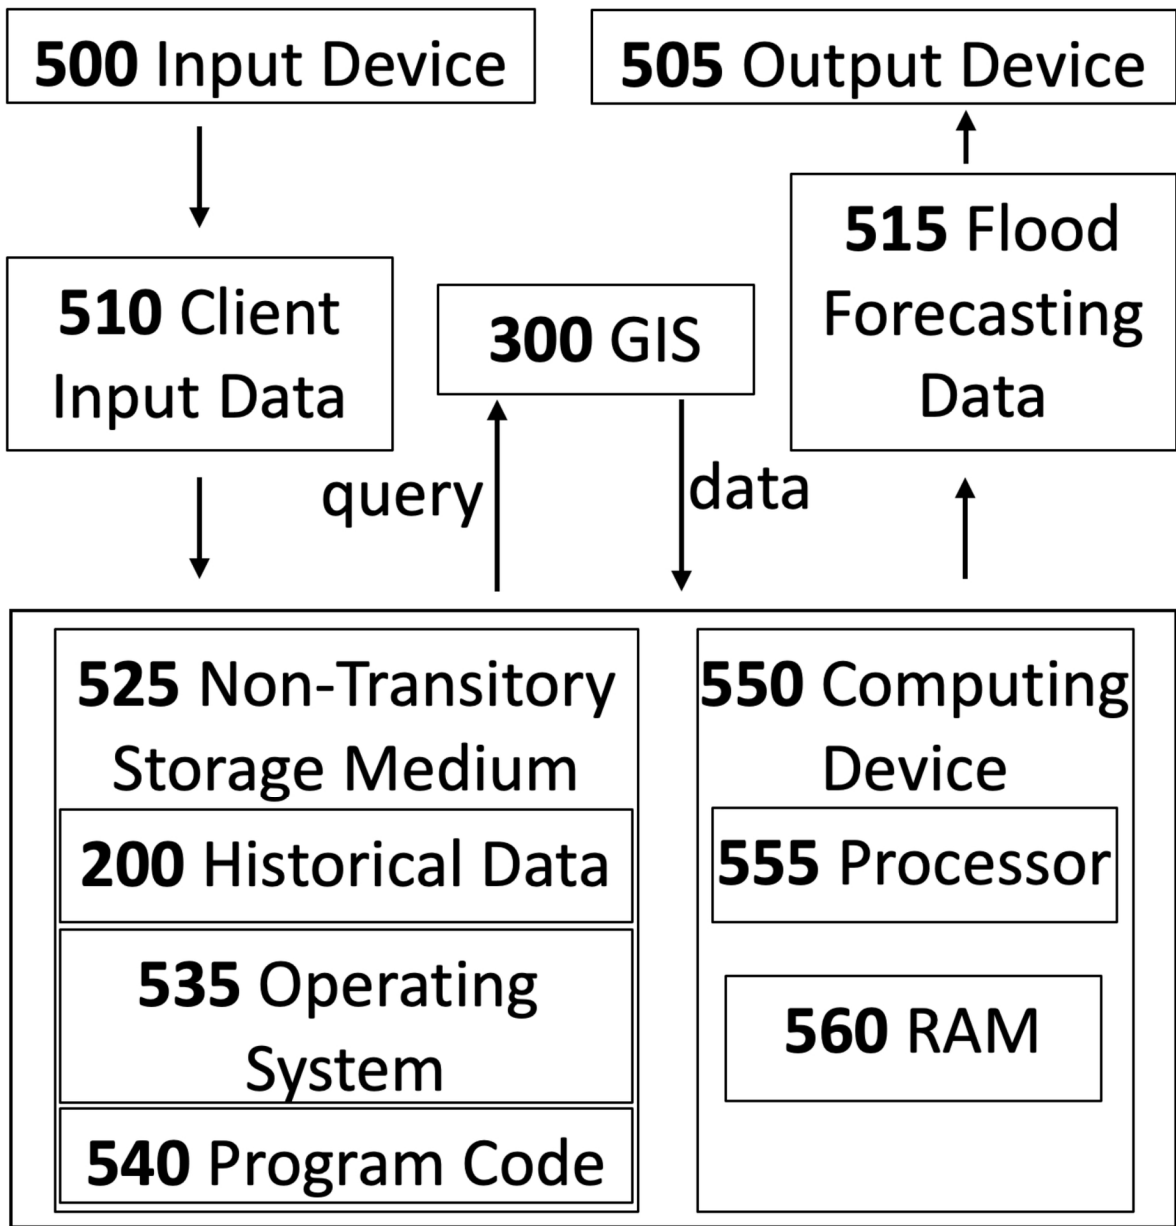 500 Input Device
505 Output Device
510 Client
Input Data
300 GIS
515 Flood
Forecasting
Data
query
data
525 Non-Transitory
Storage Medium
200 Historical Data
535 Operating
System
540 Program Code
550 Computing
Device
555 Processor
560 RAM